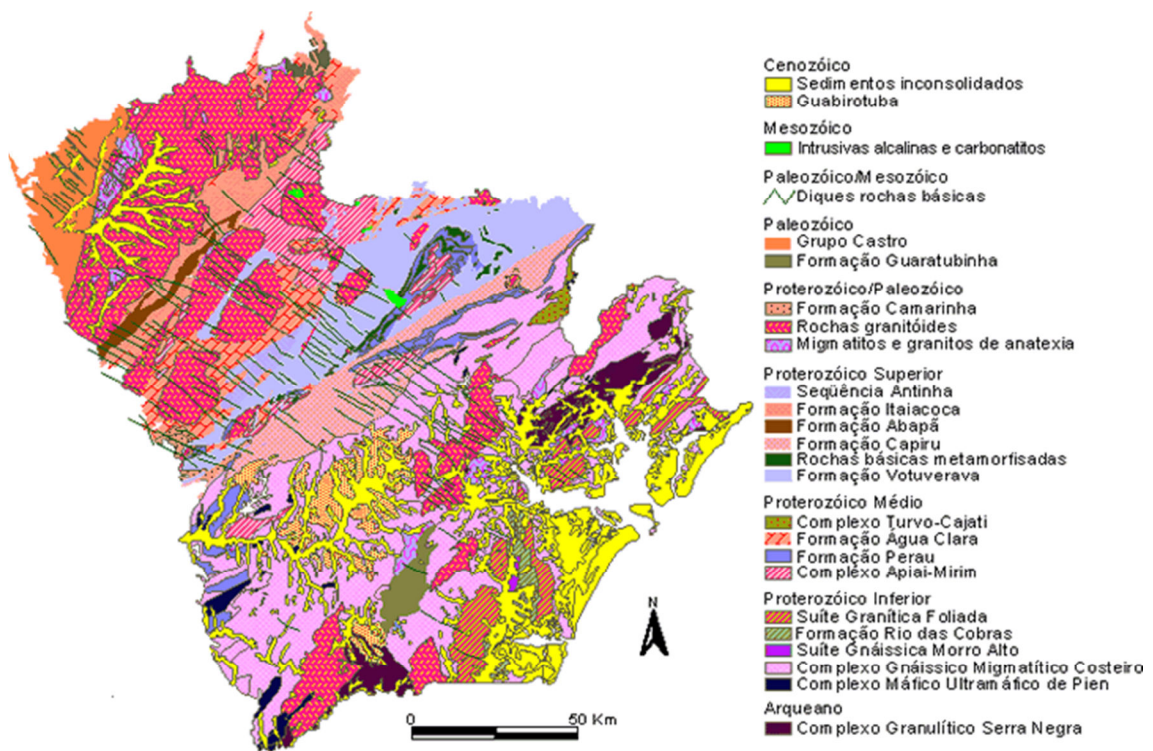 Cenozóico
Sedimentos inconsolidados
Guabirotuba
Mesozóico
Intrusivas alcalinas e carbonatitos
Paleozóico/Mesozóico
Diques rochas básicas
Paleozóico
Grupo Castro
Formação Guaratubinha
Proterozóico/Paleozóico
Formação Camarinha
Rochas granitóides
Migmatitos e granitos de anatexia
Proterozóico Superior
Seqüência Antinha
Formação Itaiacoca
Formação Abapã
Formação Capiru
Rochas básicas metamorfisadas
Formação Votuverava
Proterozóico Médio
Complexo Turvo-Cajati
Formação Água Clara
Formação Perau
Complexo Apiai-Mirim
Proterozóico Inferior
Suíte Granítica Foliada
Formação Rio das Cobras
Suíte Gnáissica Morro Alto
Complexo Gnáissico Migmatítico Costeiro
Complexo Máfico Ultramático de Pien
Arqueano
Complexo Granulítico Serra Negra
N
0 50 Km